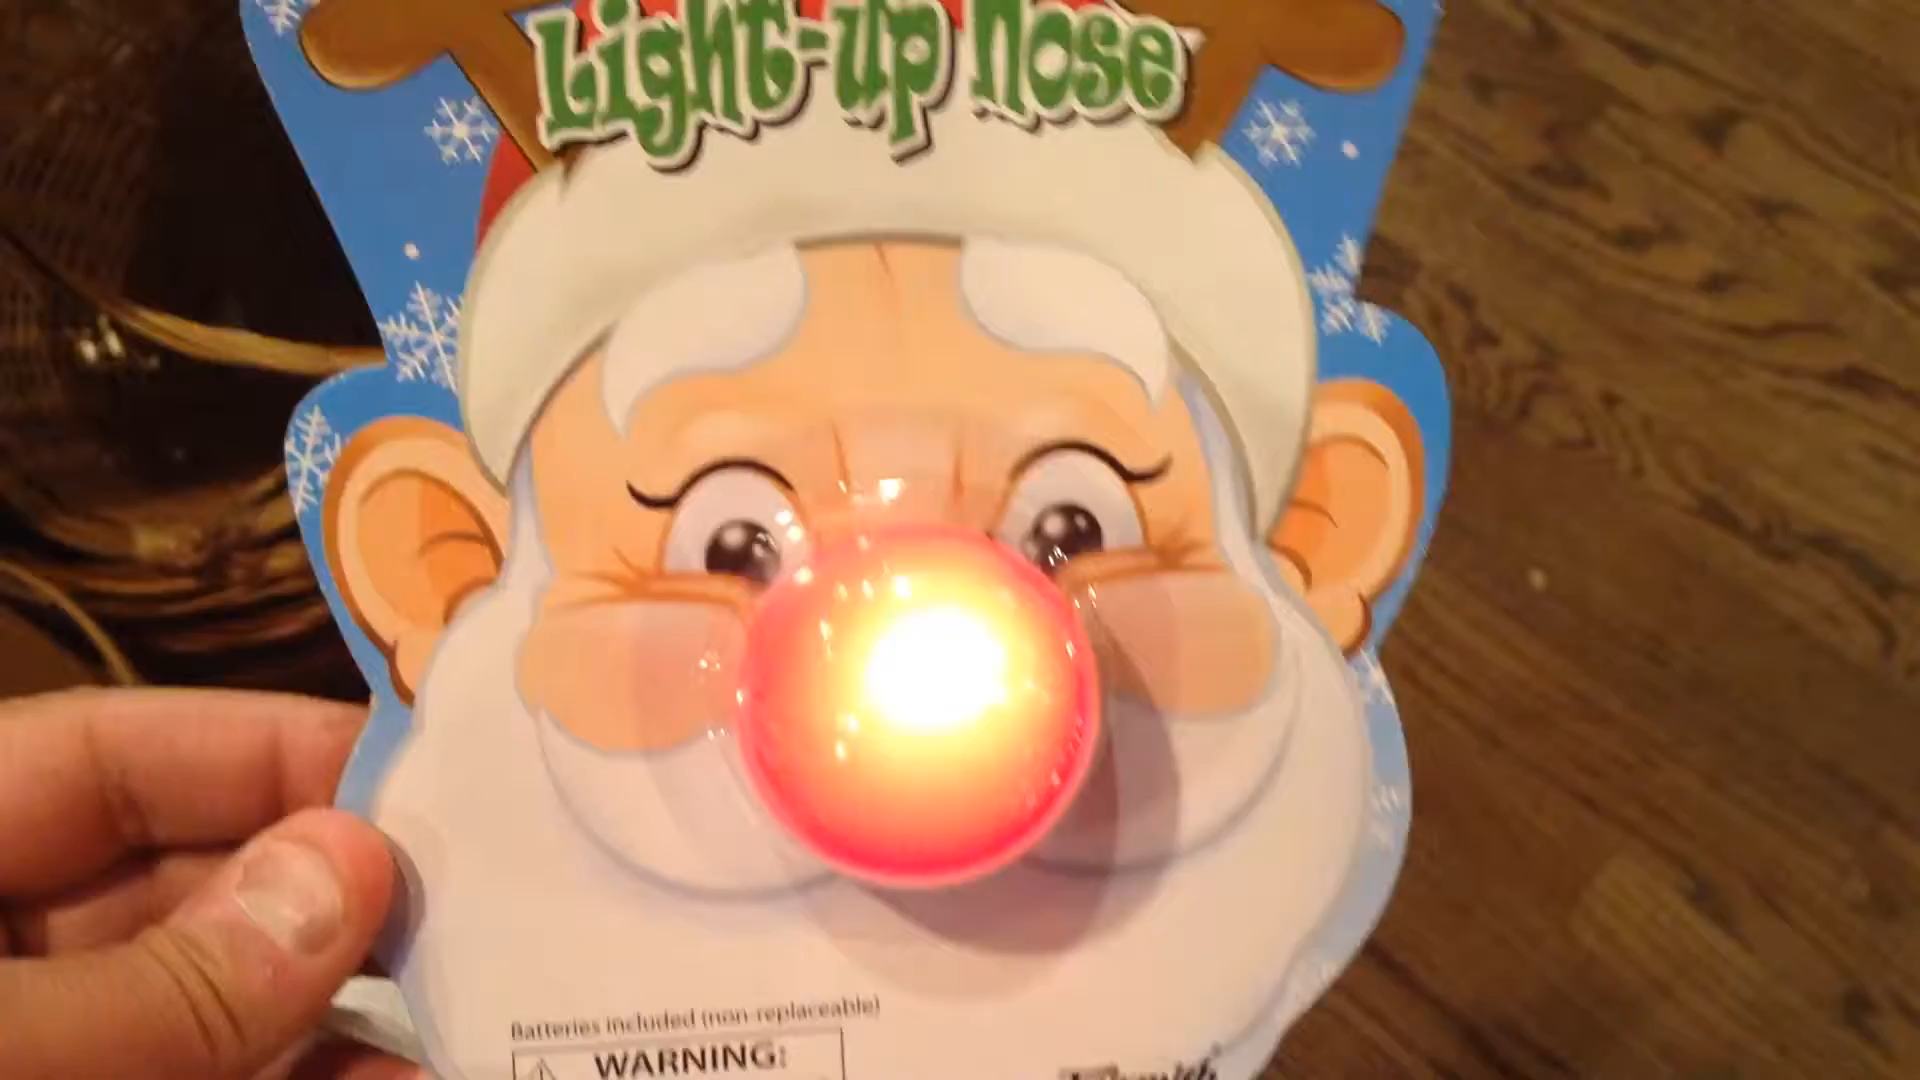 Light-up Nose
Batteries included (non-replaceable)
WARNING: